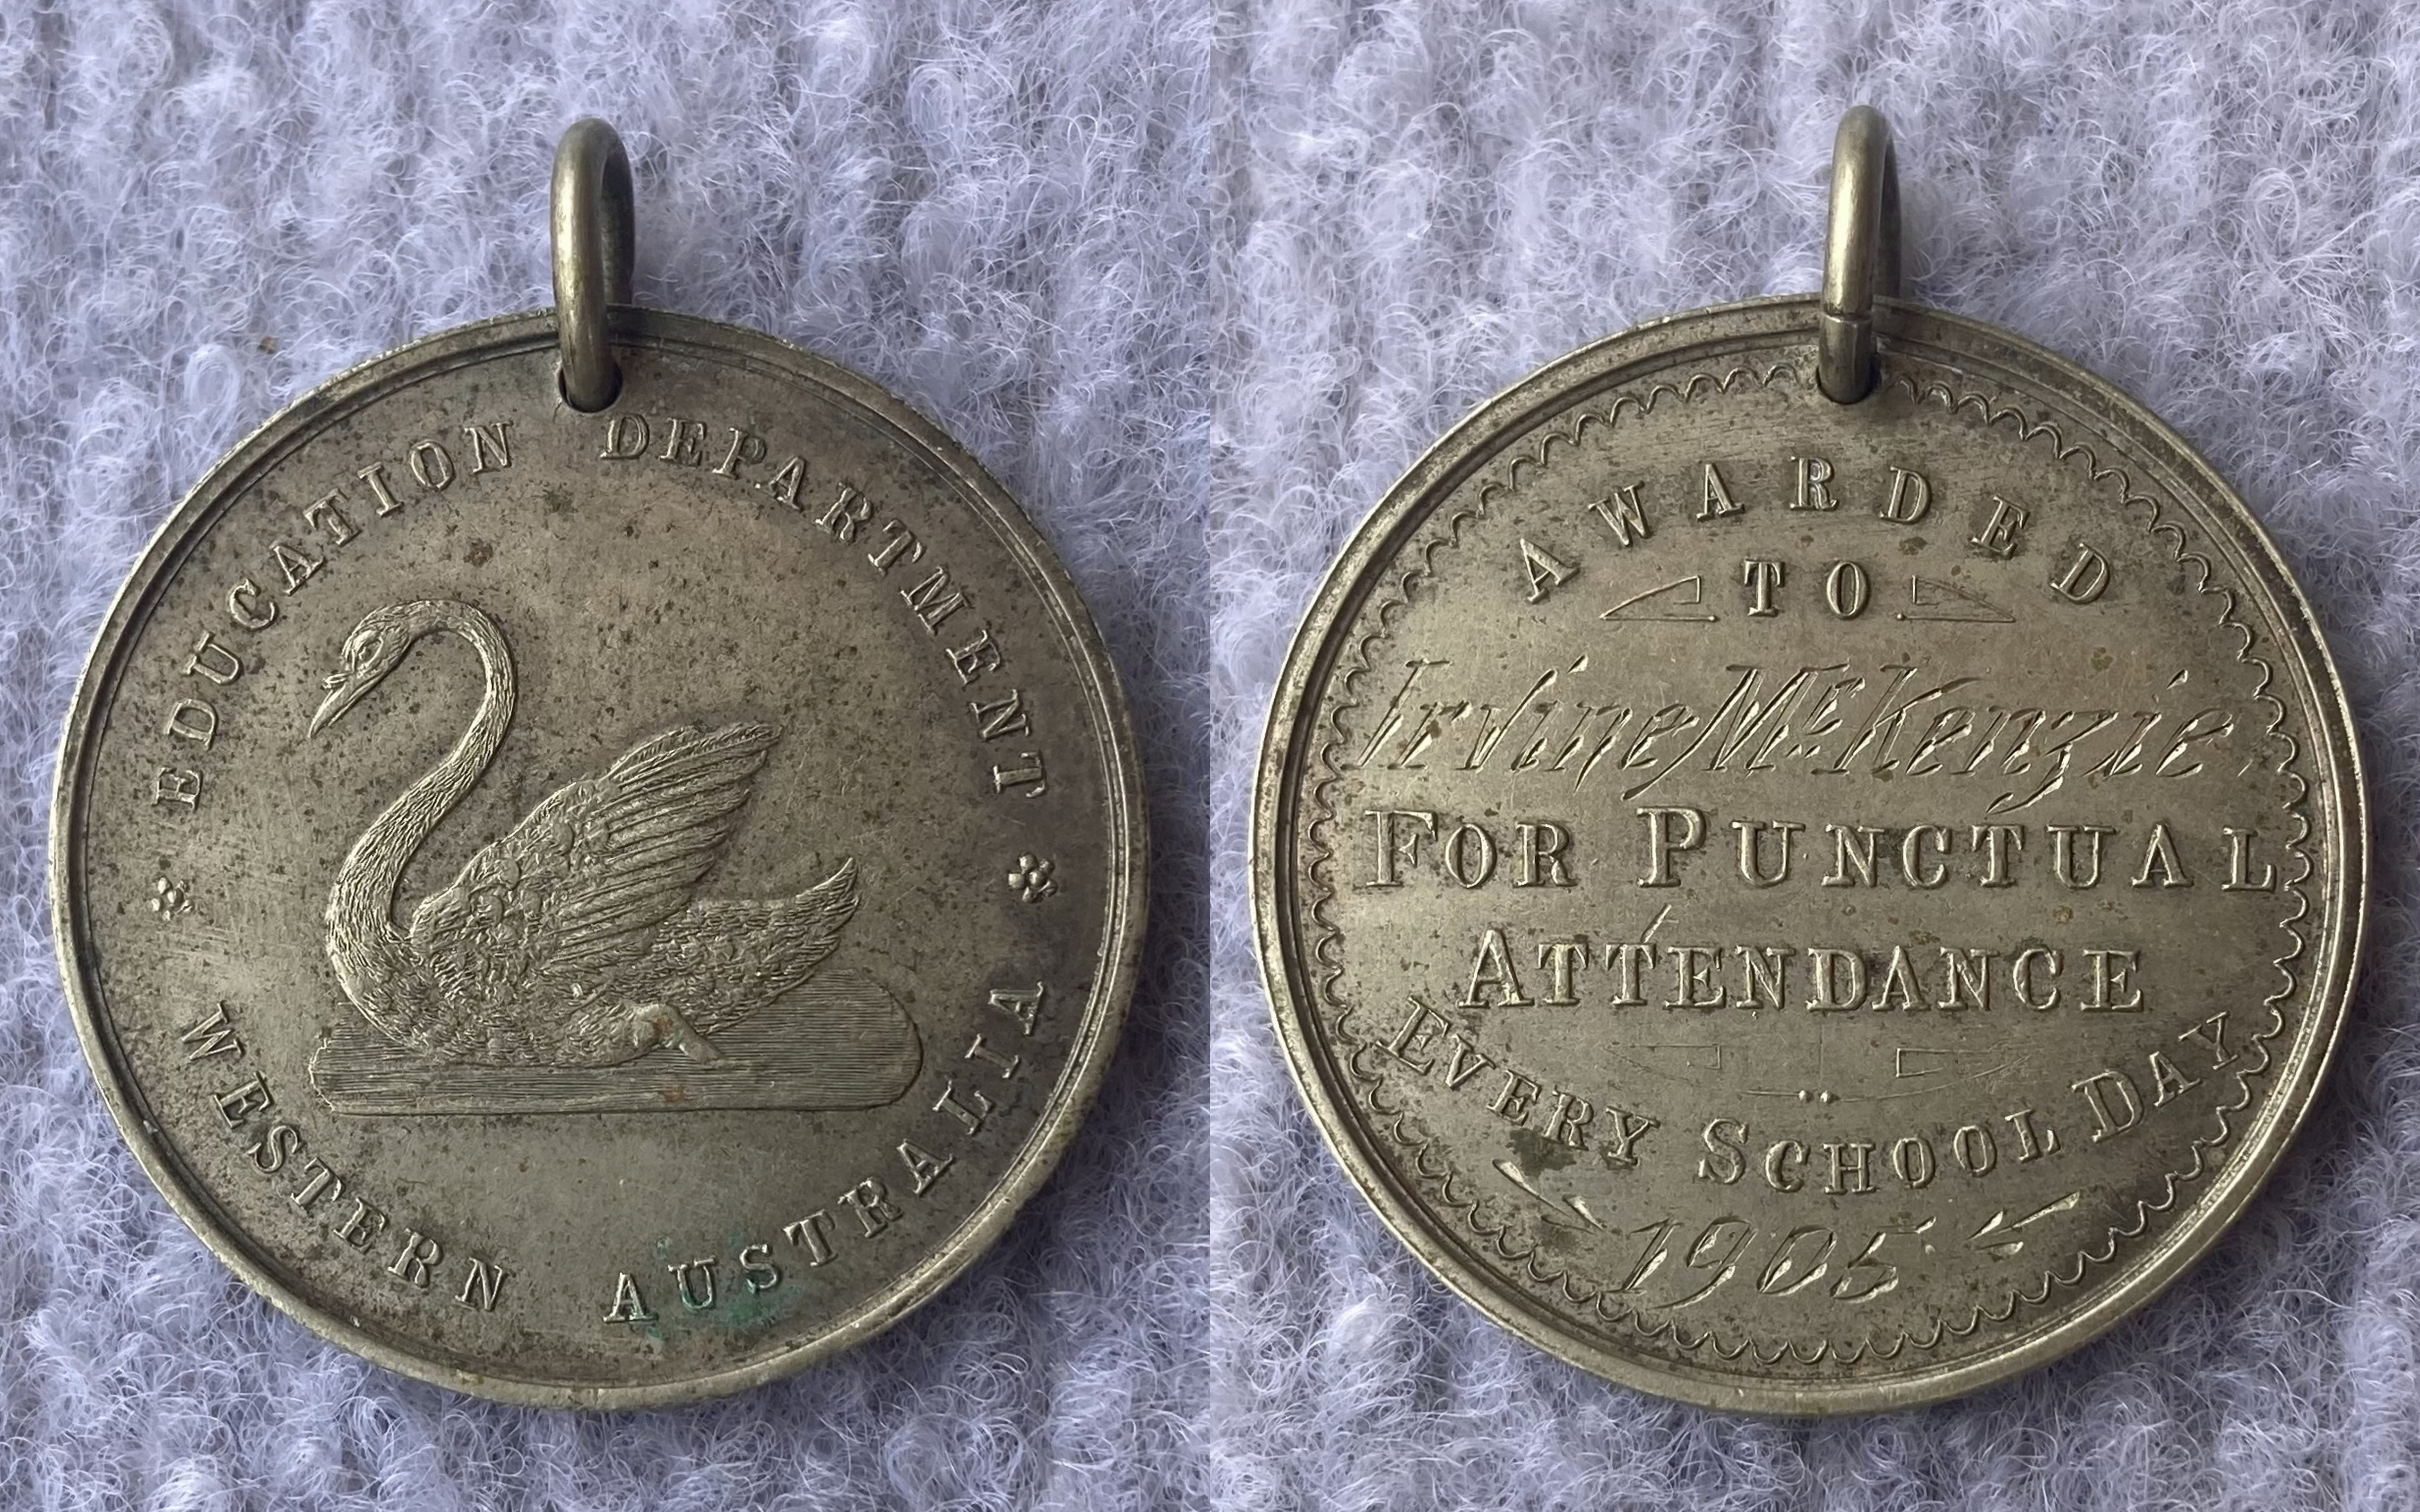 EDUCATION DEPARTMENT
WESTERN AUSTRALIA
AWARDED
TO
Irvine McKenzie
FOR PUNCTUAL
ATTENDANCE
EVERY SCHOOL DAY
1905